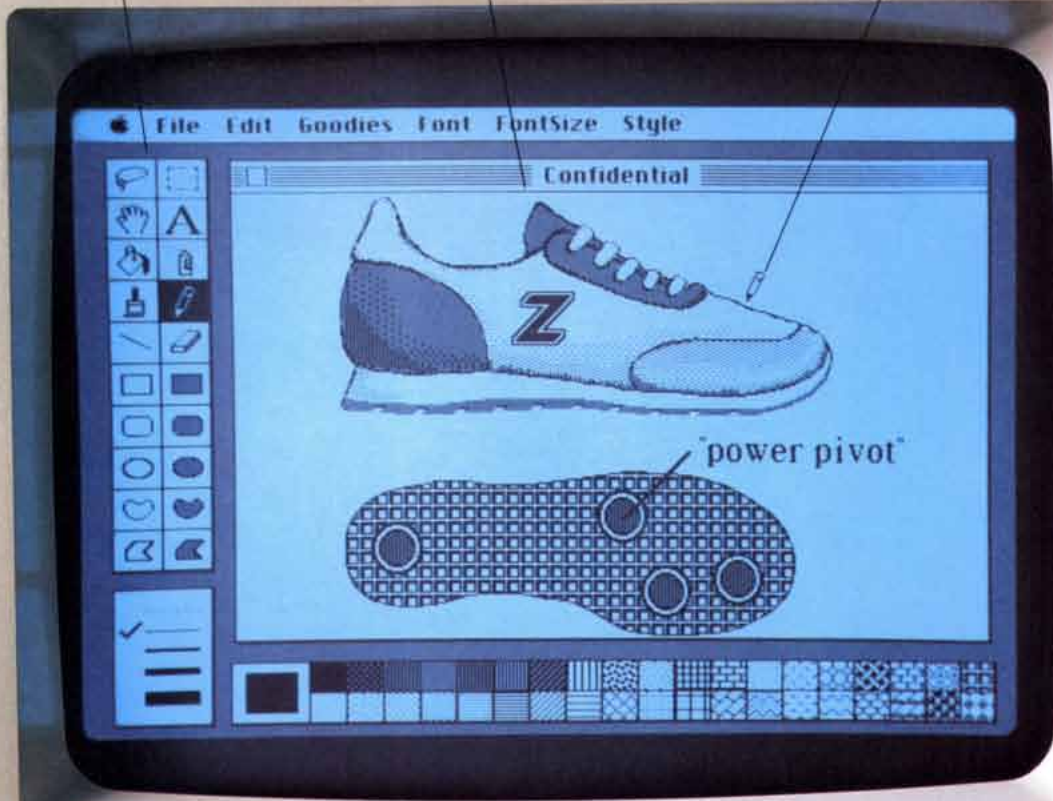 File Edit Goodies Font FontSize Style
Confidential
A
Z
"power pivot"